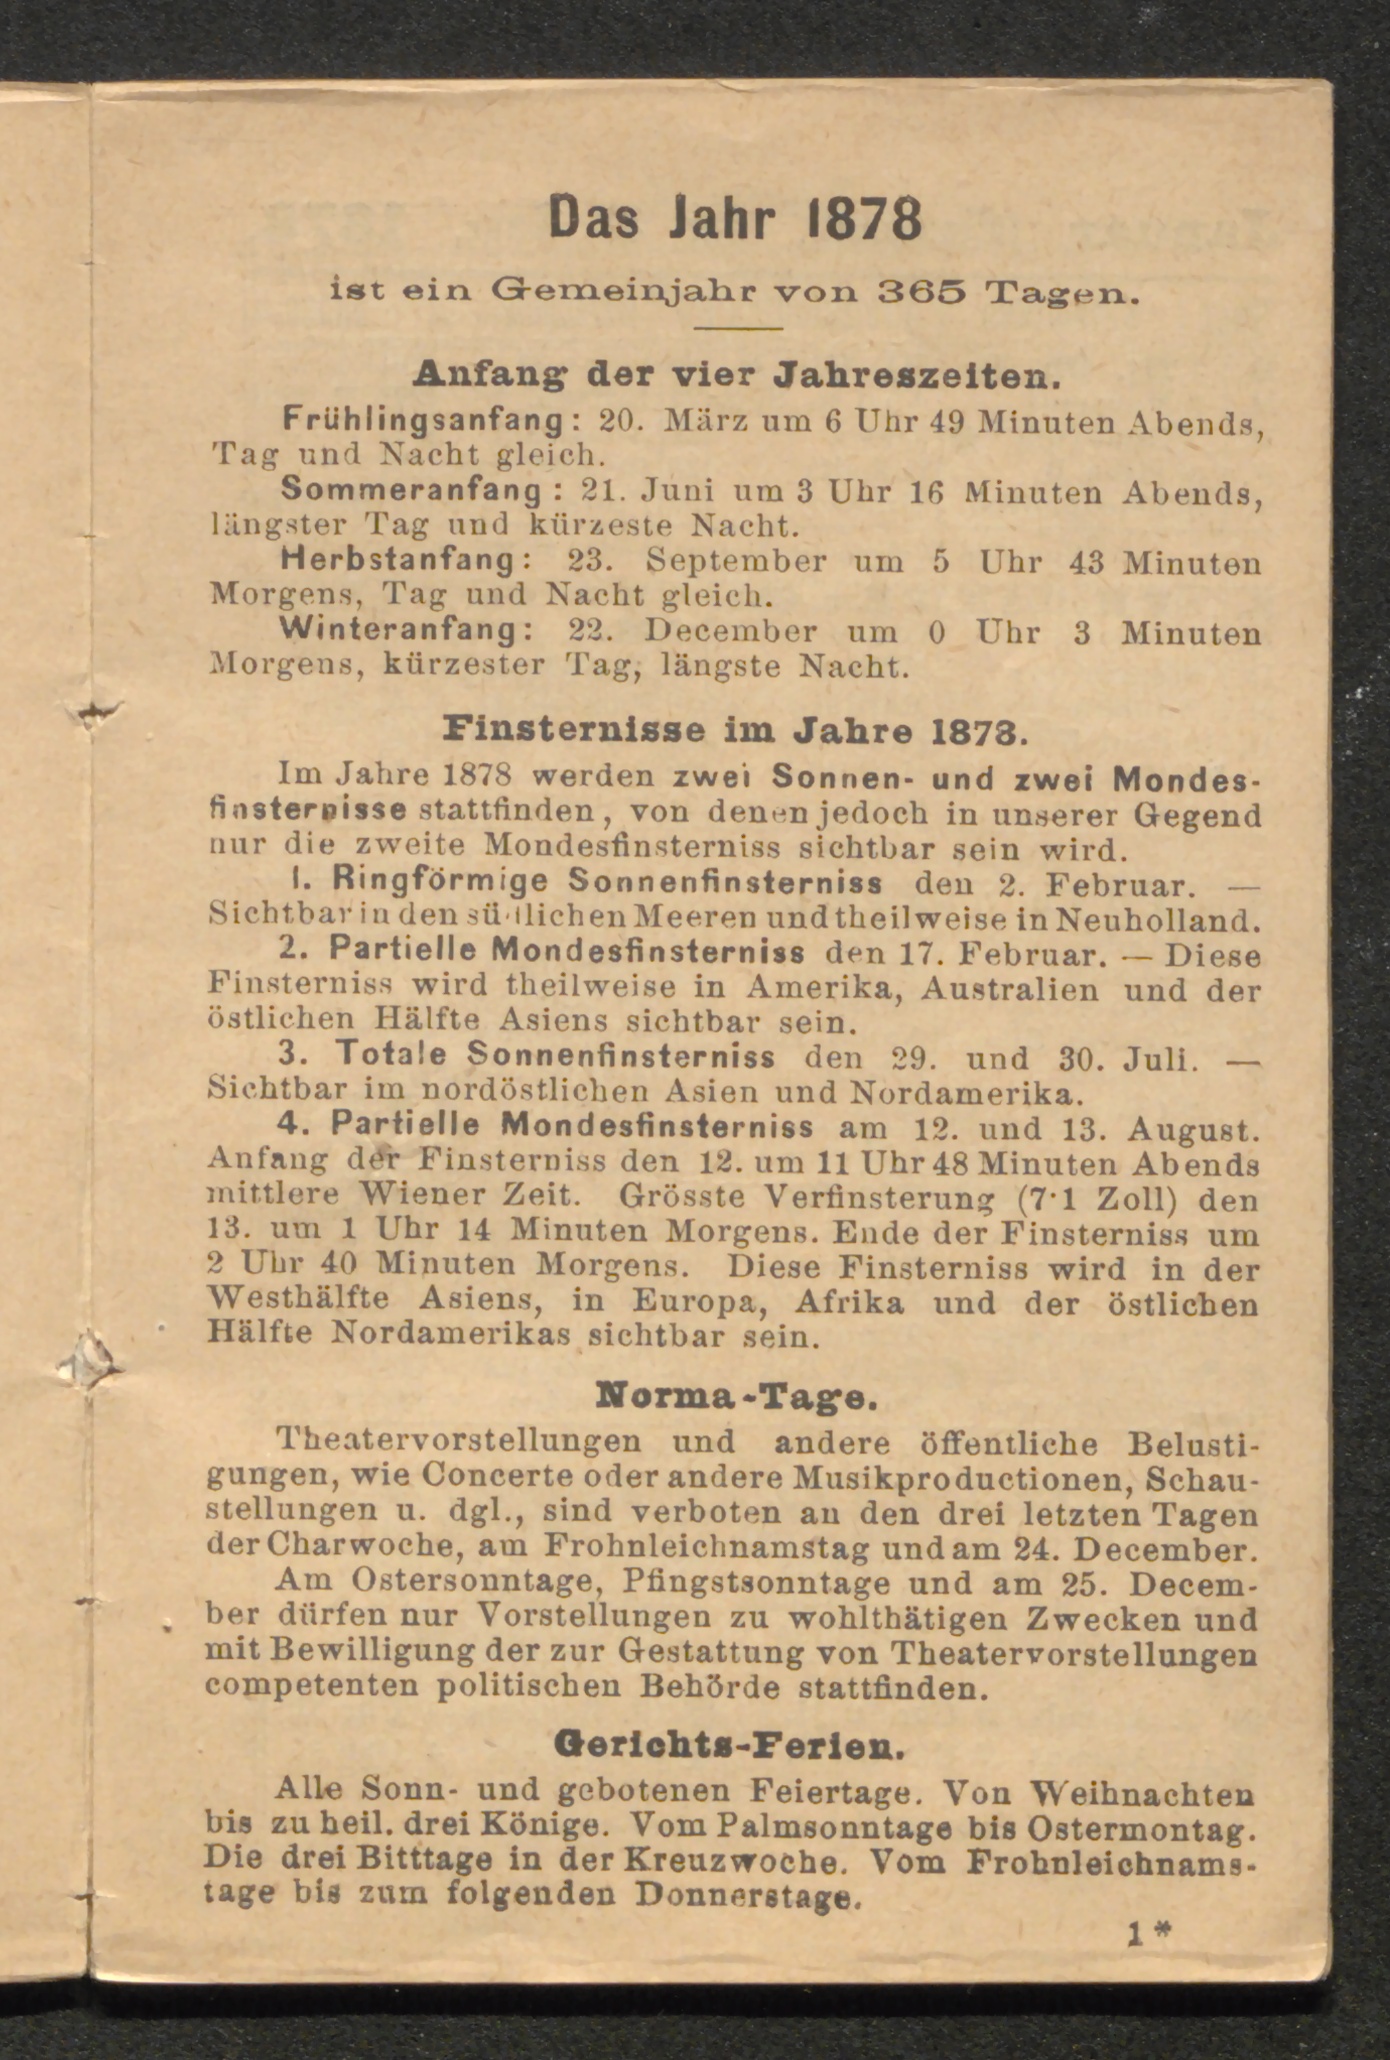 Das Jahr 1878
ist ein Gemeinjahr von 365 Tagen.
Anfang der vier Jahreszeiten.
Frühlingsanfang: 20. März um 6 Uhr 49 Minuten Abends,
Tag und Nacht gleich.
Sommeranfang: 21. Juni um 3 Uhr 16 Minuten Abends,
längster Tag und kürzeste Nacht.
Herbstanfang: 23. September um 5 Uhr 43 Minuten
Morgens, Tag und Nacht gleich.
Winteranfang: 22. December um 0 Uhr 3 Minuten
Morgens, kürzester Tag, längste Nacht.
Finsternisse im Jahre 1878.
Im Jahre 1878 werden zwei Sonnen- und zwei Mondes-
finsternisse stattfinden, von denen jedoch in unserer Gegend
nur die zweite Mondesfinsterniss sichtbar sein wird.
1. Ringförmige Sonnenfinsterniss den 2. Februar. —
Sichtbar in den südlichen Meeren und theilweise in Neuholland.
2. Partielle Mondesfinsterniss den 17. Februar. — Diese
Finsterniss wird theilweise in Amerika, Australien und der
östlichen Hälfte Asiens sichtbar sein.
3. Totale Sonnenfinsterniss den 29. und 30. Juli. —
Sichtbar im nordöstlichen Asien und Nordamerika.
4. Partielle Mondesfinsterniss am 12. und 13. August.
Anfang der Finsterniss den 12. um 11 Uhr 48 Minuten Abends
mittlere Wiener Zeit. Grösste Verfinsterung (7·1 Zoll) den
13. um 1 Uhr 14 Minuten Morgens. Ende der Finsterniss um
2 Uhr 40 Minuten Morgens. Diese Finsterniss wird in der
Westhälfte Asiens, in Europa, Afrika und der östlichen
Hälfte Nordamerikas sichtbar sein.
Norma-Tage.
Theatervorstellungen und andere öffentliche Belusti-
gungen, wie Concerte oder andere Musikproductionen, Schau-
stellungen u. dgl., sind verboten an den drei letzten Tagen
der Charwoche, am Frohnleichnamstag und am 24. December.
Am Ostersonntage, Pfingstsonntage und am 25. Decem-
ber dürfen nur Vorstellungen zu wohlthätigen Zwecken und
mit Bewilligung der zur Gestattung von Theatervorstellungen
competenten politischen Behörde stattfinden.
Gerichts-Ferien.
Alle Sonn- und gebotenen Feiertage. Von Weihnachten
bis zu heil. drei Könige. Vom Palmsonntage bis Ostermontag.
Die drei Bitttage in der Kreuzwoche. Vom Frohnleichnams-
tage bis zum folgenden Donnerstage.
1*